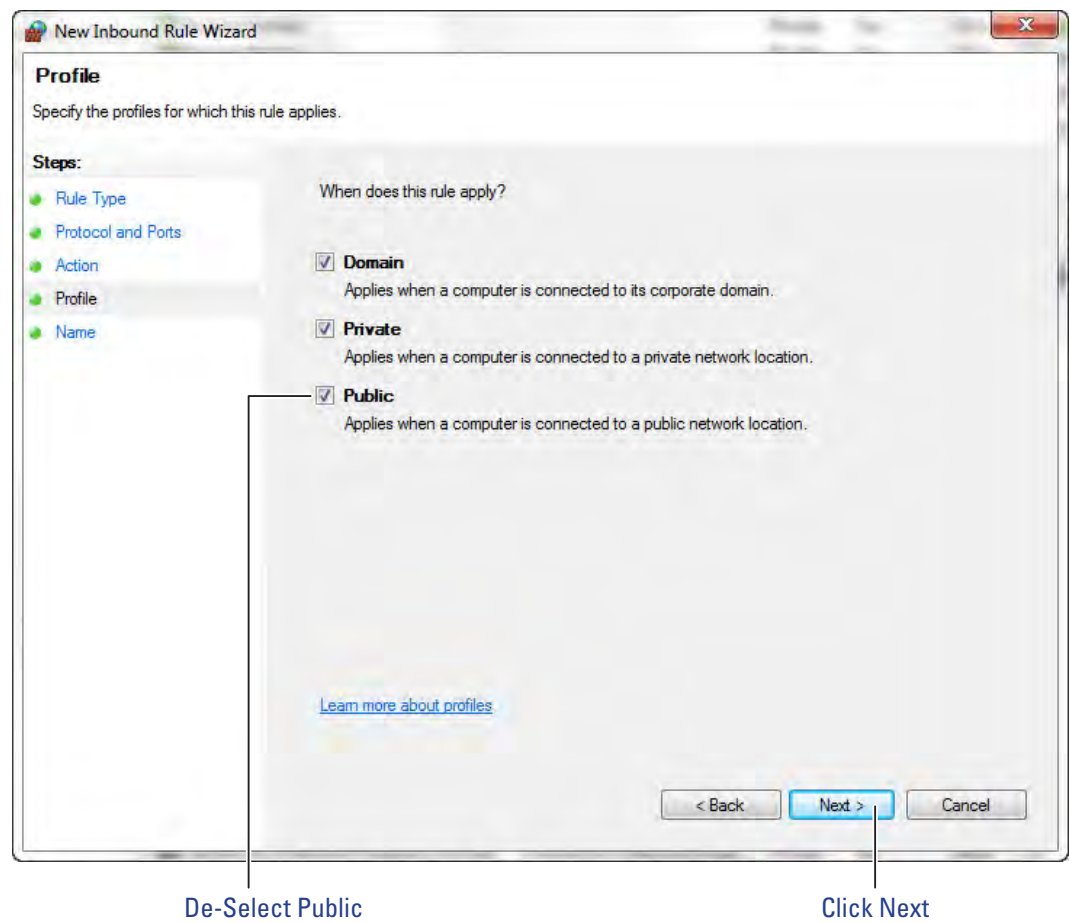 New Inbound Rule Wizard
Profile
Specify the profiles for which this rule applies.
Steps:
Rule Type
Protocol and Ports
Action
Profile
Name
When does this rule apply?
Domain
Applies when a computer is connected to its corporate domain.
Private
Applies when a computer is connected to a private network location.
Public
Applies when a computer is connected to a public network location.
Learn more about profiles
< Back
Next >
Cancel
De-Select Public
Click Next